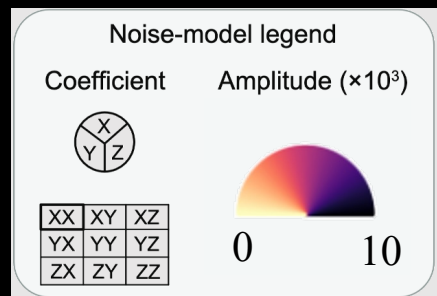 Noise-model legend
Coefficient Amplitude (×10³)
X
Y Z
XX XY XZ
YX YY YZ
ZX ZY ZZ
0 10